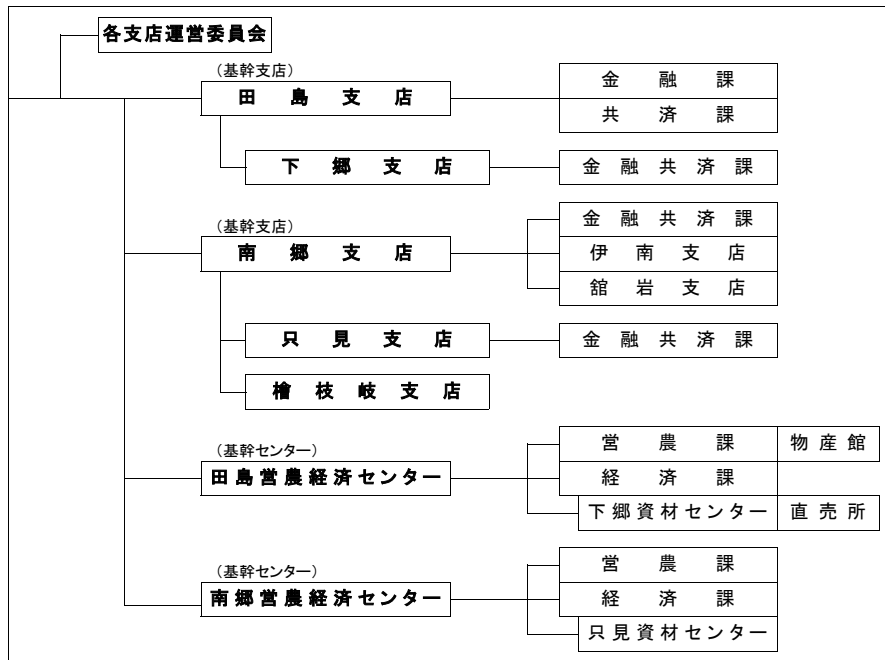 各支店運営委員会
(基幹支店)
田島支店
金融課
共済課
下郷支店
金融共済課
(基幹支店)
南郷支店
金融共済課
伊南支店
舘岩支店
只見支店
金融共済課
檜枝岐支店
(基幹センター)
田島営農経済センター
営農課
物産館
経済課
下郷資材センター
直売所
(基幹センター)
南郷営農経済センター
営農課
経済課
只見資材センター